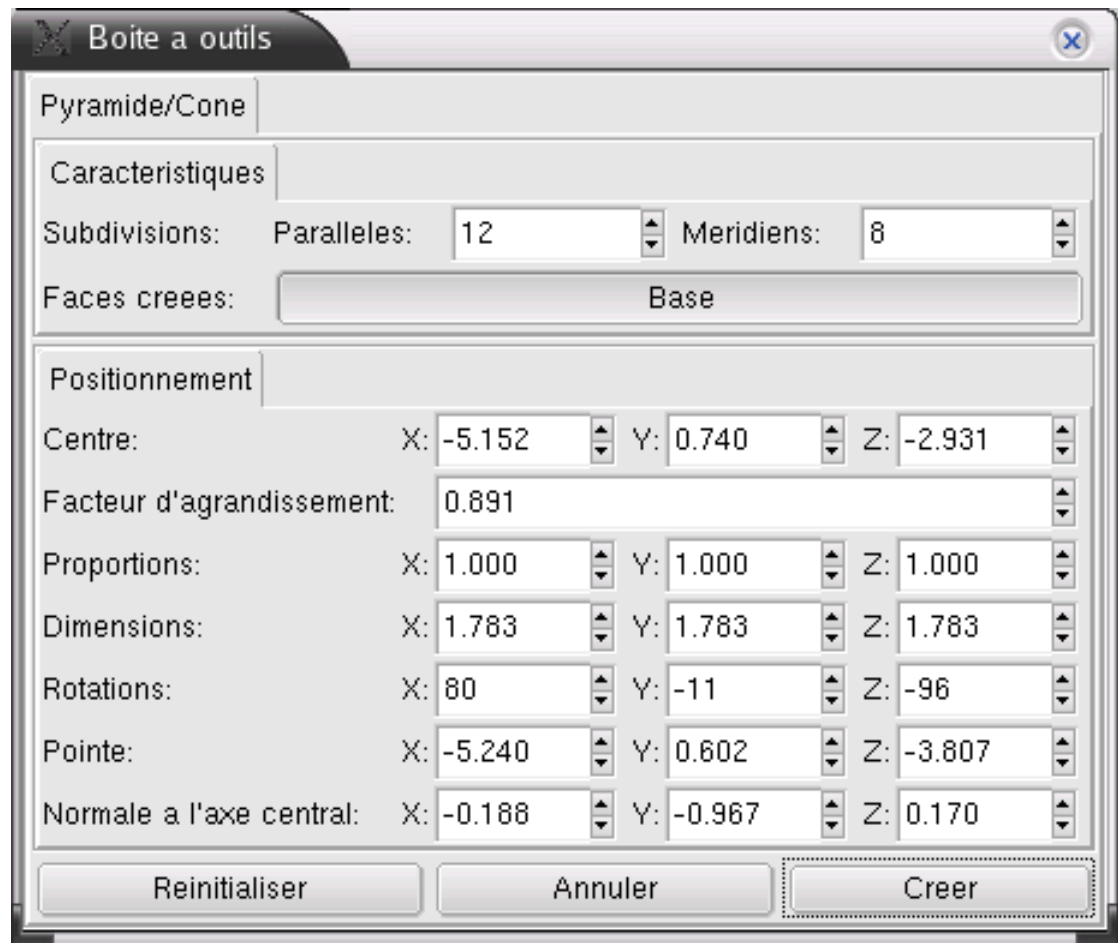 Boite a outils
Pyramide/Cone
Caracteristiques
Subdivisions: Paralleles: 12 Meridiens: 8
Faces creees: Base
Positionnement
Centre: X: -5.152 Y: 0.740 Z: -2.931
Facteur d'agrandissement: 0.891
Proportions: X: 1.000 Y: 1.000 Z: 1.000
Dimensions: X: 1.783 Y: 1.783 Z: 1.783
Rotations: X: 80 Y: -11 Z: -96
Pointe: X: -5.240 Y: 0.602 Z: -3.807
Normale a l'axe central: X: -0.188 Y: -0.967 Z: 0.170
Reinitialiser Annuler Creer